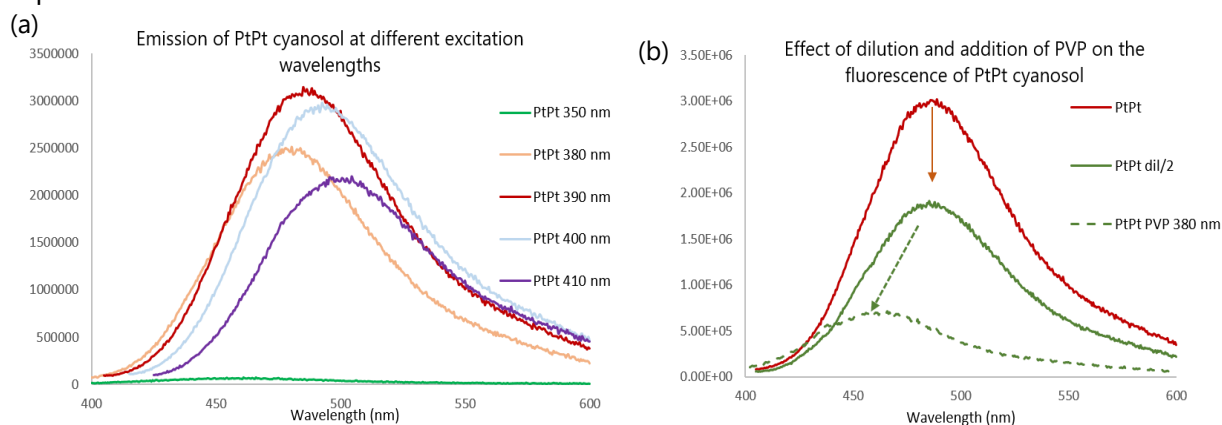 (a)
Emission of PtPt cyanosol at different excitation
wavelengths
3500000
3000000
2500000
2000000
1500000
1000000
500000
0
400
450
500
550
600
Wavelength (nm)
PtPt 350 nm
PtPt 380 nm
PtPt 390 nm
PtPt 400 nm
PtPt 410 nm
(b)
Effect of dilution and addition of PVP on the
fluorescence of PtPt cyanosol
3.50E+06
3.00E+06
2.50E+06
2.00E+06
1.50E+06
1.00E+06
5.00E+05
0.00E+00
400
450
500
550
600
Wavelength (nm)
PtPt
PtPt dil/2
PtPt PVP 380 nm